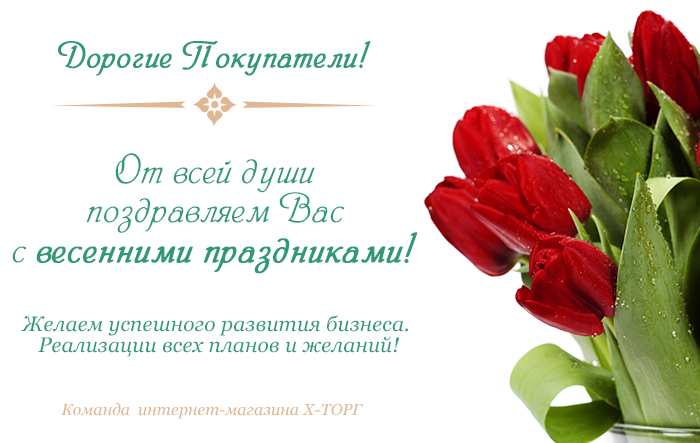 Дорогие Покупатели!
От всей души
поздравляем Вас
с весенними праздниками!
Желаем успешного развития бизнеса.
Реализации всех планов и желаний!
Команда интернет-магазина Х-ТОРГ